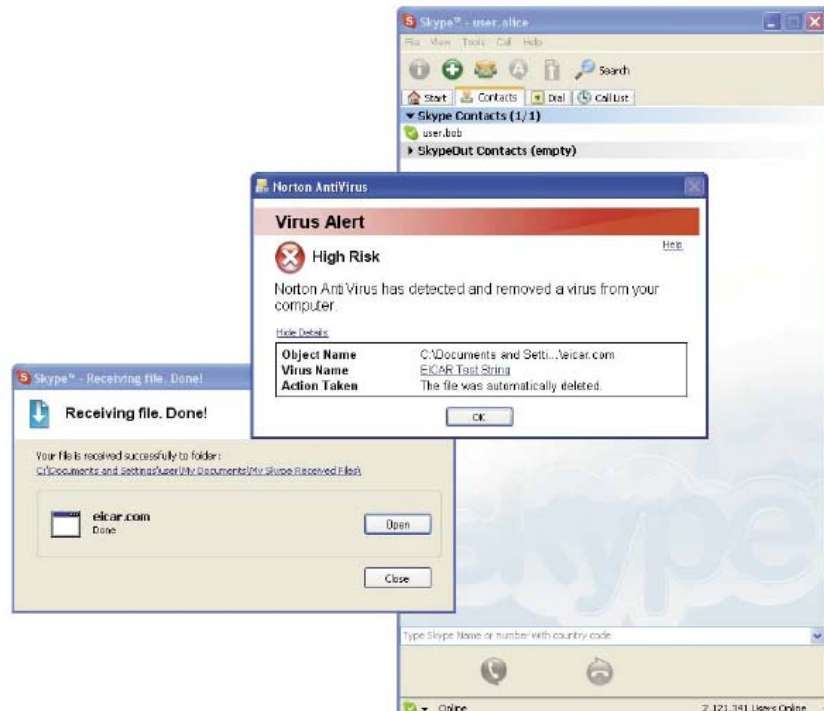 Skype™ - user.alice
File View Tools Call Help
Search
Start Contacts Dial Call List
Skype Contacts (1/1)
user.bob
SkypeOut Contacts (empty)
Norton AntiVirus
Virus Alert
Help
High Risk
Norton AntiVirus has detected and removed a virus from your
computer.
Hide Details
Object Name C:\Documents and Setti...\eicar.com
Virus Name EICAR Test String
Action Taken The file was automatically deleted.
OK
Skype™ - Receiving file. Done!
Receiving file. Done!
Your file is received successfully to folder:
C:\Documents and Settings\user\My Documents\My Skype Received Files\
eicar.com
Done
Open
Close
skype
Type Skype Name or number with country code
Online 2,121,341 Users Online